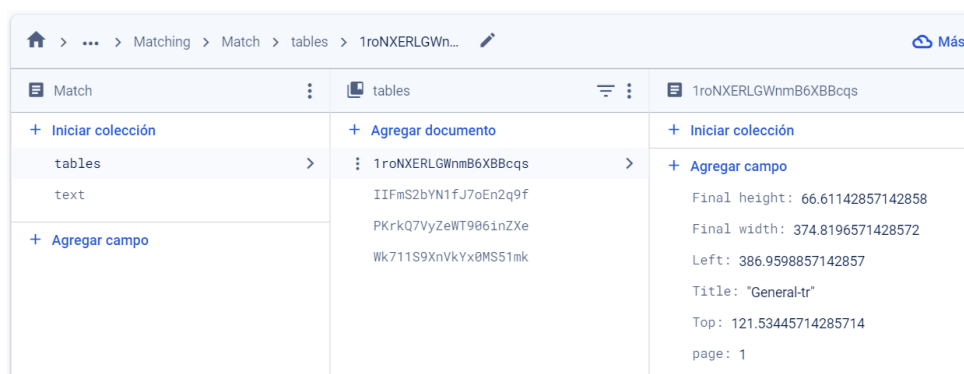 > ... > Matching > Match > tables > 1roNXERLGWn...
Más
Match
tables
1roNXERLGWnmB6XBBcqs
+ Iniciar colección
+ Agregar documento
+ Iniciar colección
tables
1roNXERLGWnmB6XBBcqs
+ Agregar campo
text
IIFmS2bYN1fJ7oEn2q9f
Final height: 66.61142857142858
PKrkQ7VyZeWT906inZXe
Final width: 374.8196571428572
+ Agregar campo
Wk711S9XnVkYx0MS51mk
Left: 386.9598857142857
Title: "General-tr"
Top: 121.53445714285714
page: 1